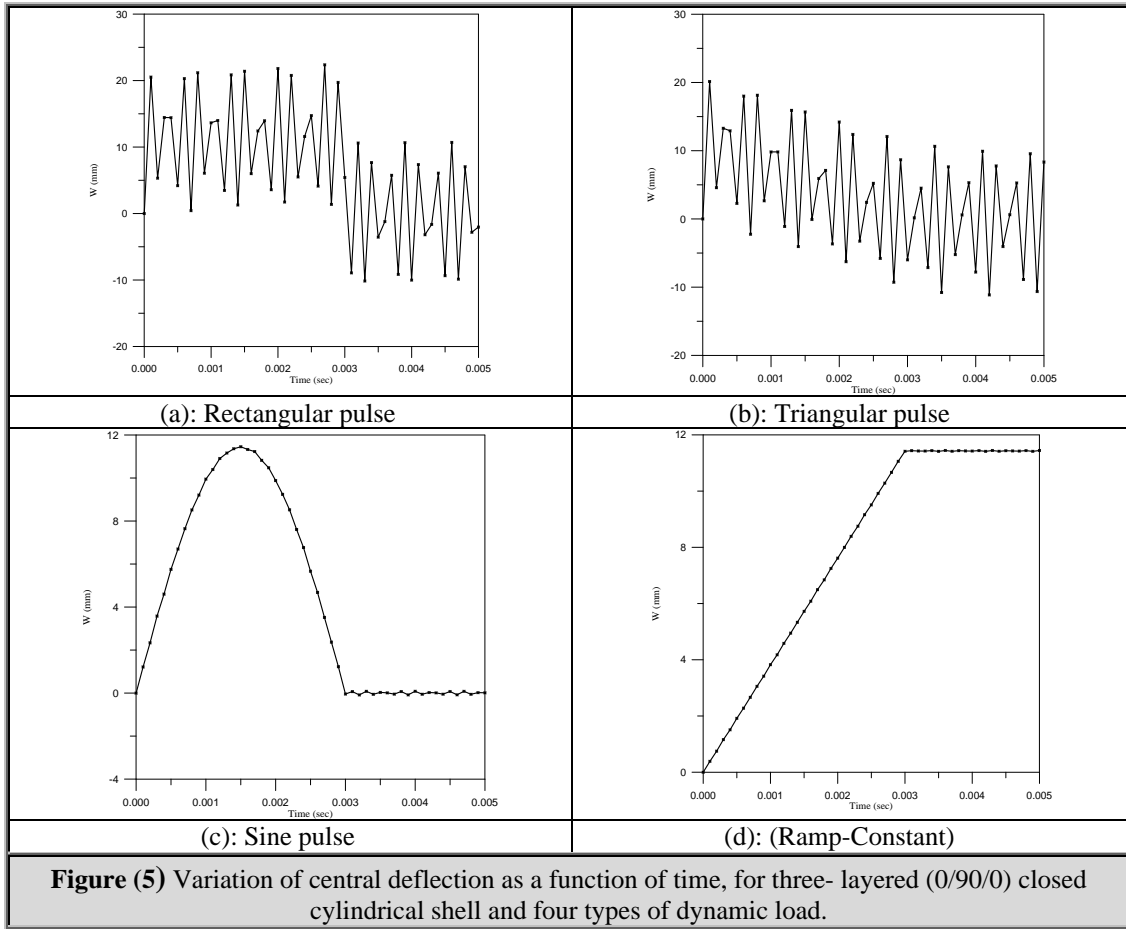 30
20
10
0
-10
-20
W (mm)
0.000 0.001 0.002 0.003 0.004 0.005
Time (sec)
(a): Rectangular pulse
30
20
10
0
-10
-20
W (mm)
0.000 0.001 0.002 0.003 0.004 0.005
Time (sec)
(b): Triangular pulse
12
8
4
0
-4
W (mm)
0.000 0.001 0.002 0.003 0.004 0.005
Time (sec)
(c): Sine pulse
12
8
4
0
W (mm)
0.000 0.001 0.002 0.003 0.004 0.005
Time (sec)
(d): (Ramp-Constant)
Figure (5) Variation of central deflection as a function of time, for three- layered (0/90/0) closed
cylindrical shell and four types of dynamic load.